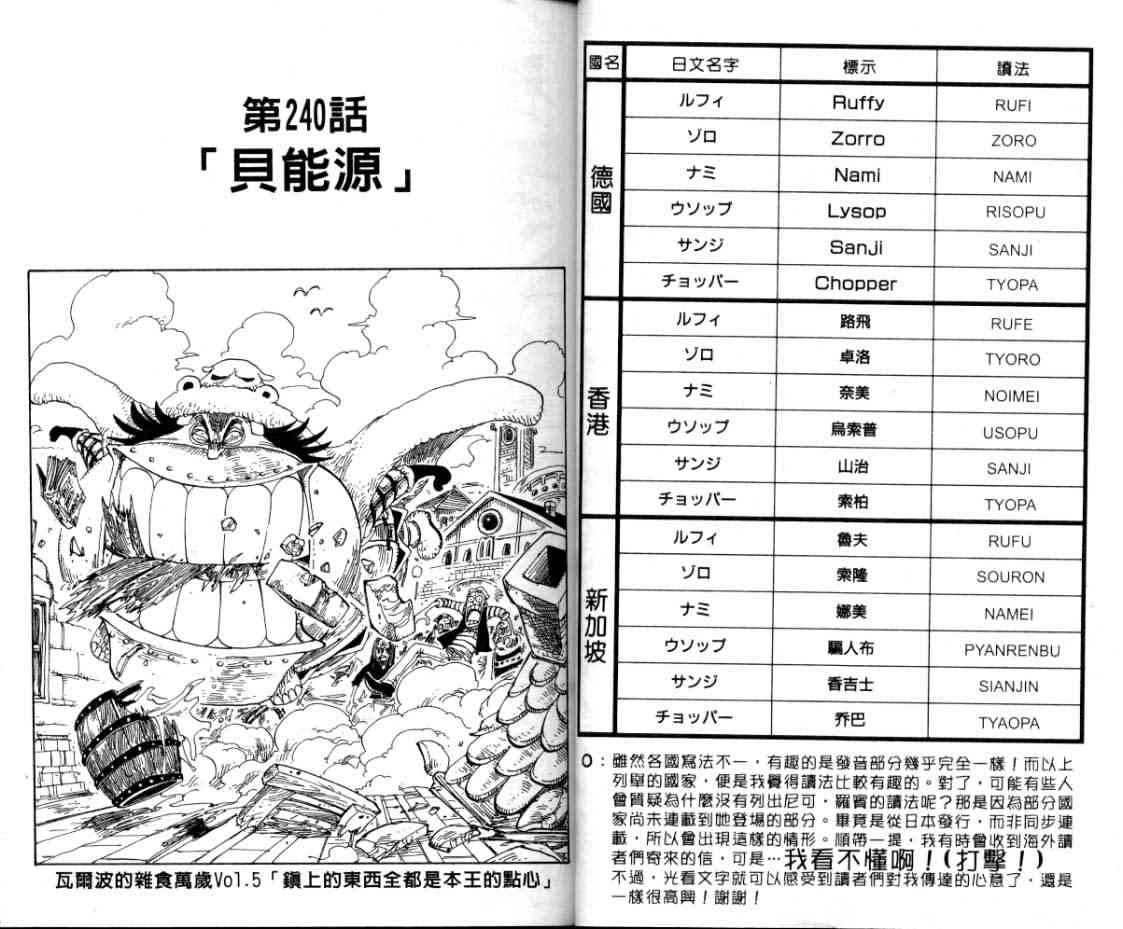 第240話
「貝能源」
瓦爾波的雜食萬歲Vol.5「鎮上的東西全都是本王的點心」
國名 日文名字 標示 讀法
德國
ルフィ Ruffy RUFI
ゾロ Zorro ZORO
ナミ Nami NAMI
ウソップ Lysop RISOPU
サンジ Sanji SANJI
チョッパー Chopper TYOPA
香港
ルフィ 路飛 RUFE
ゾロ 卓洛 TYORO
ナミ 奈美 NOIMEI
ウソップ 烏索普 USOPU
サンジ 山治 SANJI
チョッパー 索柏 TYOPA
新加坡
ルフィ 魯夫 RUFU
ゾロ 索隆 SOURON
ナミ 娜美 NAMEI
ウソップ 騙人布 PYANRENBU
サンジ 香吉士 SIANJIN
チョッパー 乔巴 TYAOPA
O：雖然各國寫法不一，有趣的是發音部分幾乎完全一樣！而以上
列舉的國家，便是我覺得讀法比較有趣的。對了，可能有些人
會質疑為什麼沒有列出尼可．羅賓的讀法呢？那是因為部分國
家尚未連載到她登場的部分。畢竟是從日本發行，而非同步連
載，所以會出現這樣的情形。順帶一提，我有時會收到海外讀
者們寄來的信，可是…我看不懂啊！(打擊！)
不過，光看文字就可以感受到讀者們對我傳達的心意了，還是
一樣很高興！謝謝！